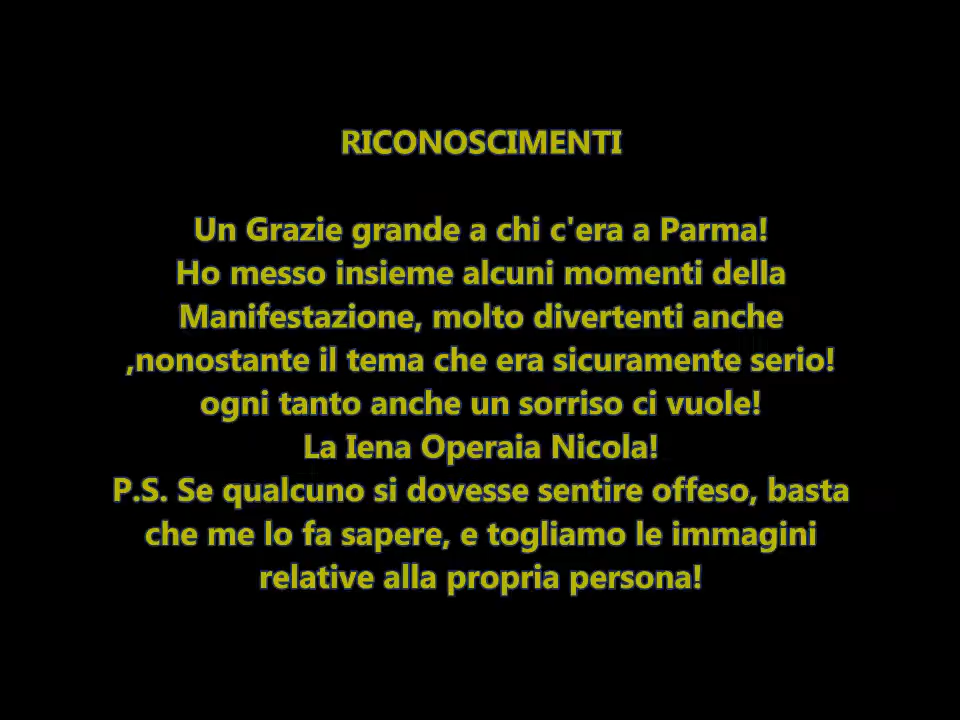 RICONOSCIMENTI
Un Grazie grande a chi c'era a Parma!
Ho messo insieme alcuni momenti della
Manifestazione, molto divertenti anche
,nonostante il tema che era sicuramente serio!
ogni tanto anche un sorriso ci vuole!
La Iena Operaia Nicola!
P.S. Se qualcuno si dovesse sentire offeso, basta
che me lo fa sapere, e togliamo le immagini
relative alla propria persona!